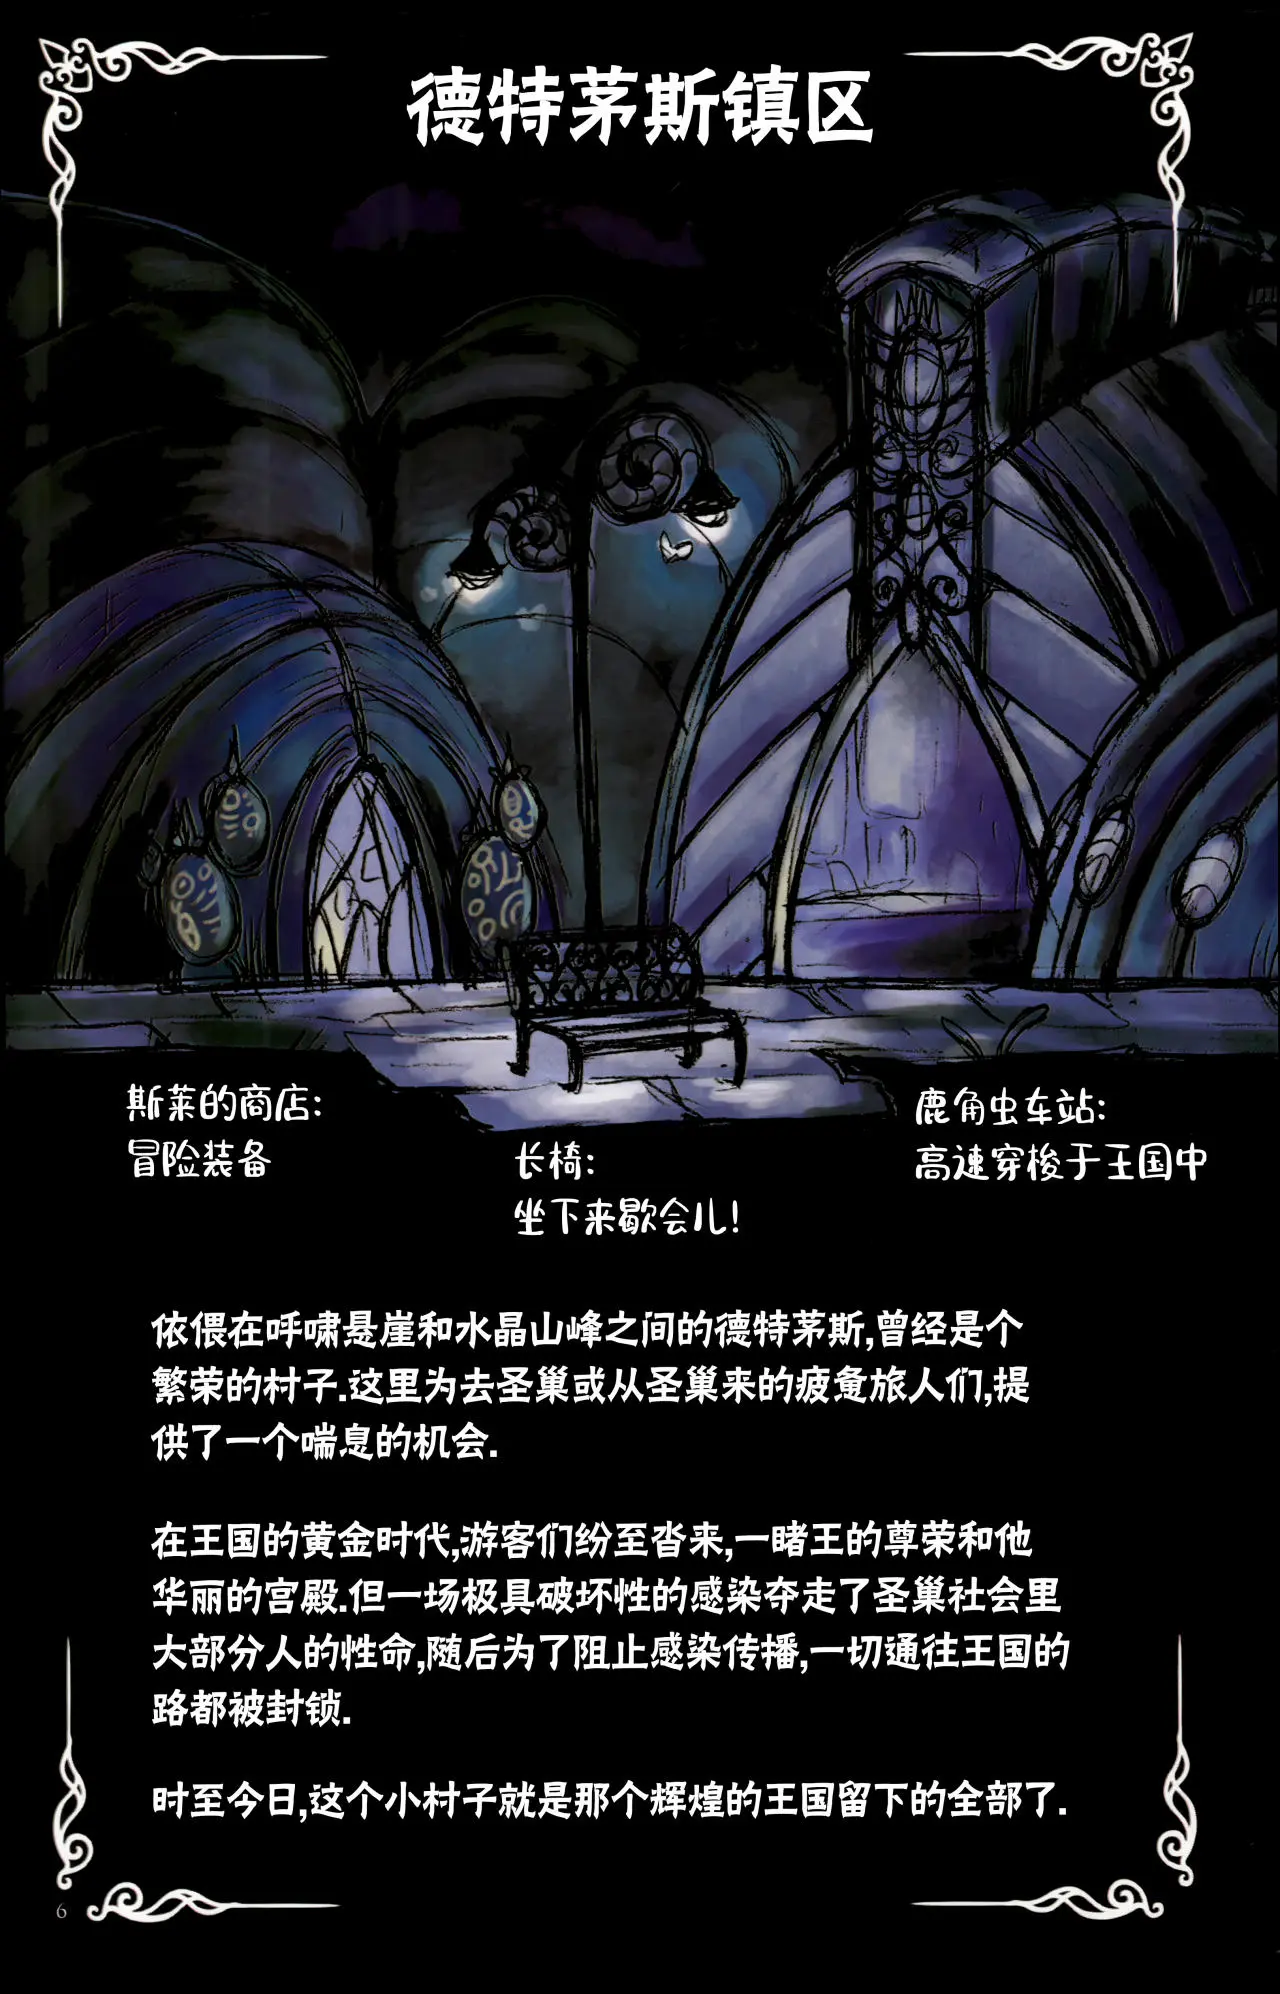 德特茅斯镇区
斯莱的商店:
冒险装备
长椅:
坐下来歇会儿!
鹿角虫车站:
高速穿梭于王国中
依偎在呼啸悬崖和水晶山峰之间的德特茅斯,曾经是个
繁荣的村子.这里为去圣巢或从圣巢来的疲惫旅人们,提
供了一个喘息的机会.
在王国的黄金时代,游客们纷至沓来,一睹王的尊荣和他
华丽的宫殿.但一场极具破坏性的感染夺走了圣巢社会里
大部分人的性命,随后为了阻止感染传播,一切通往王国的
路都被封锁.
时至今日,这个小村子就是那个辉煌的王国留下的全部了.
6